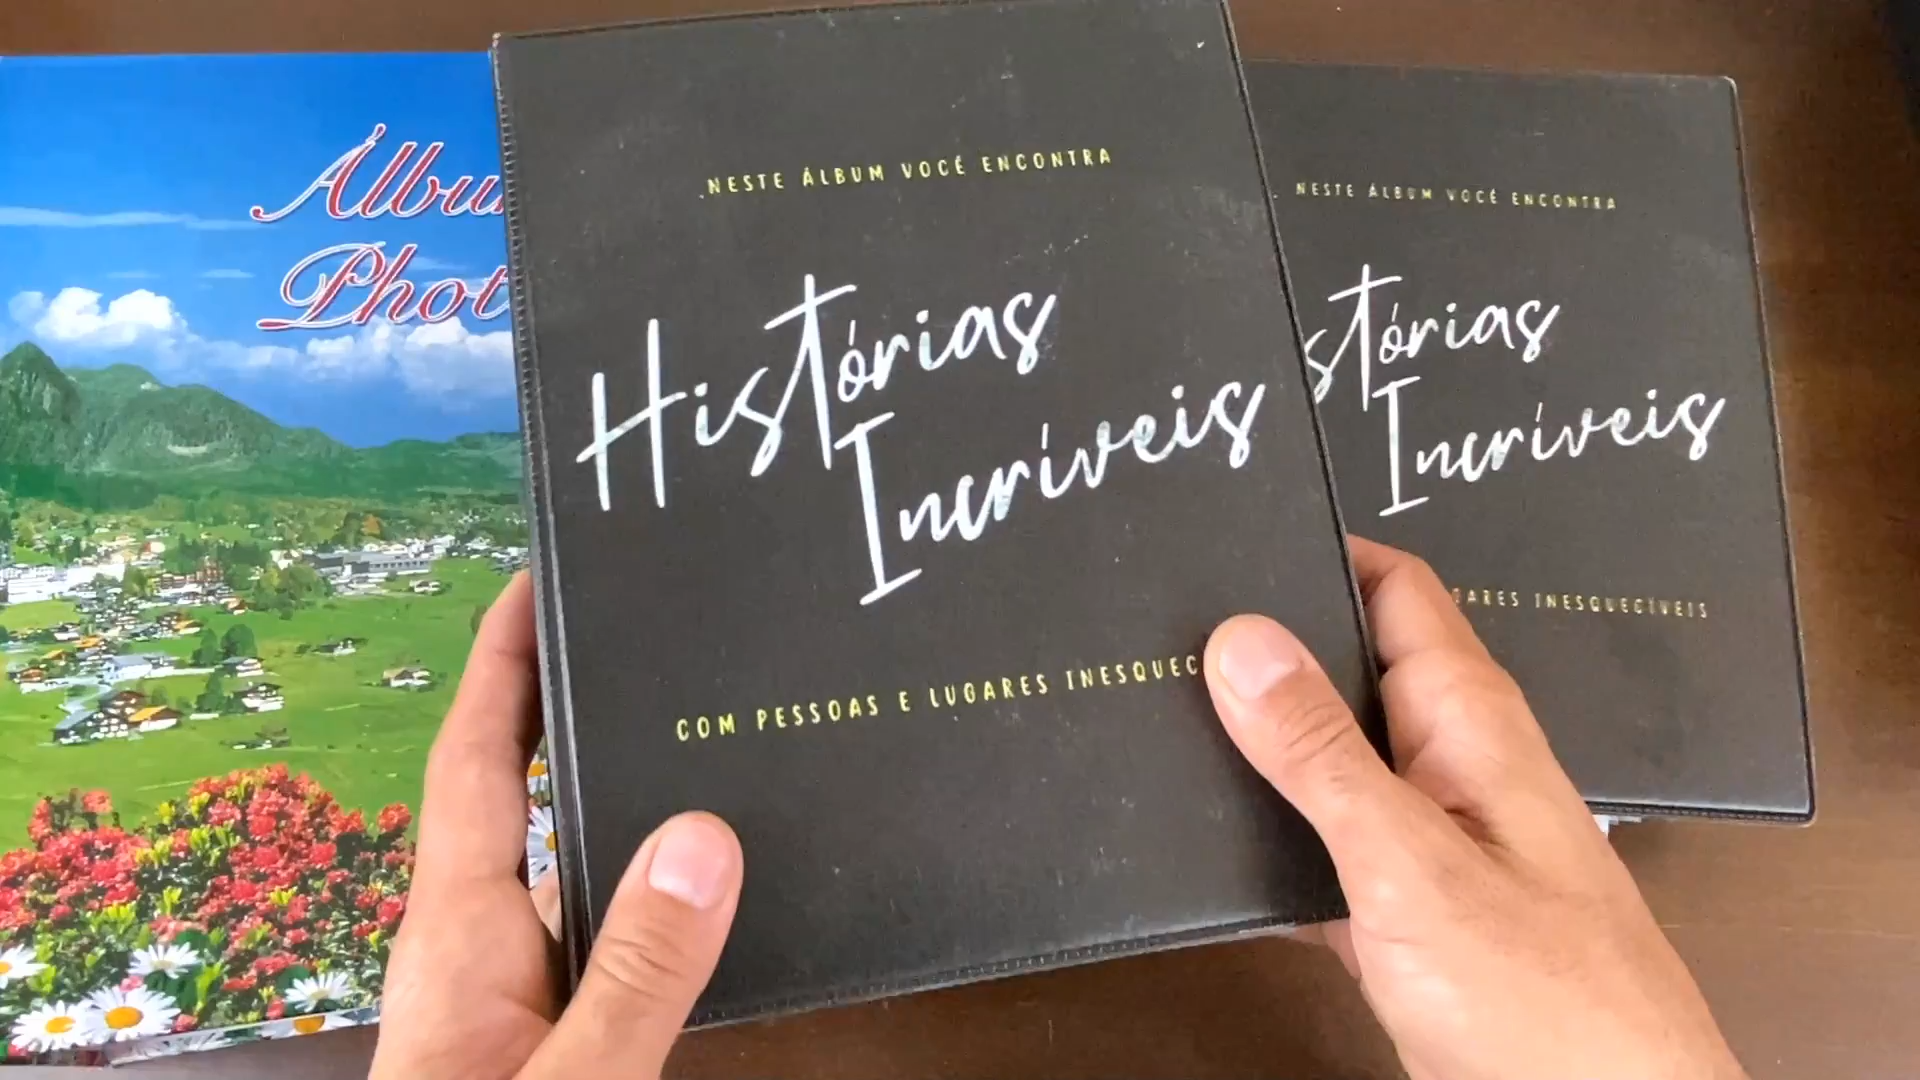 Álbu
Phot
NESTE ÁLBUM VOCÊ ENCONTRA
Histórias
Incríveis
COM PESSOAS E LUGARES INESQUEC
NESTE ÁLBUM VOCÊ ENCONTRA
stórias
Incríveis
GARES INESQUECÍVEIS